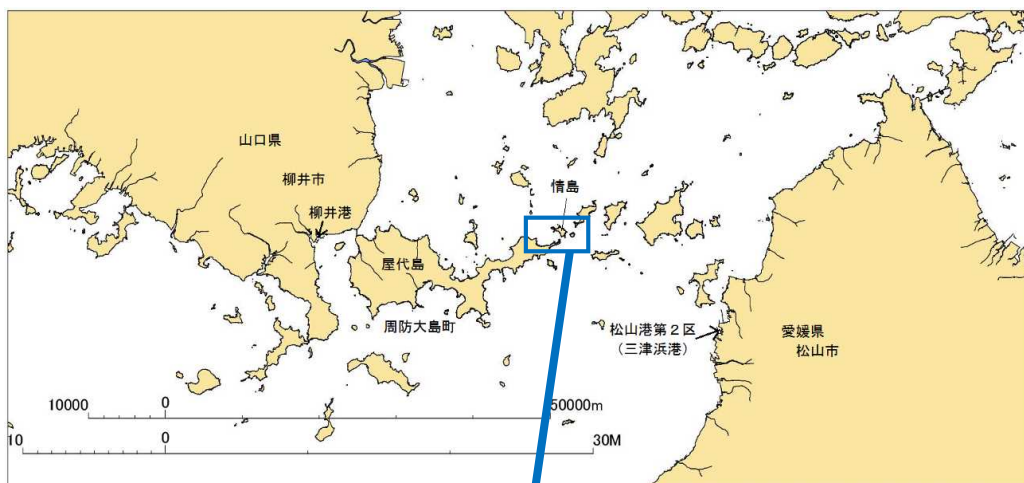 山口県
柳井市
情島
柳井港
屋代島
周防大島町
松山港第２区
（三津浜港）
愛媛県
松山市
10000 0 50000m
10 0 30M